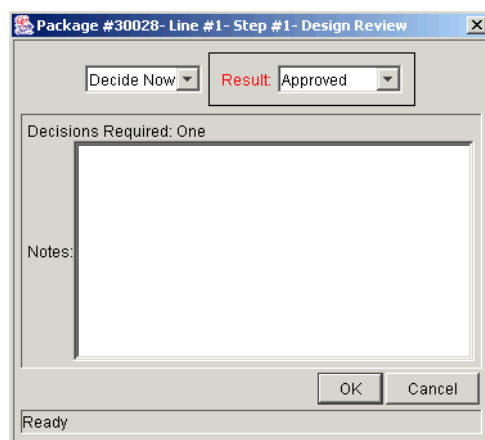 Package #30028- Line #1- Step #1- Design Review
Decide Now Result: Approved
Decisions Required: One
Notes:
OK Cancel
Ready